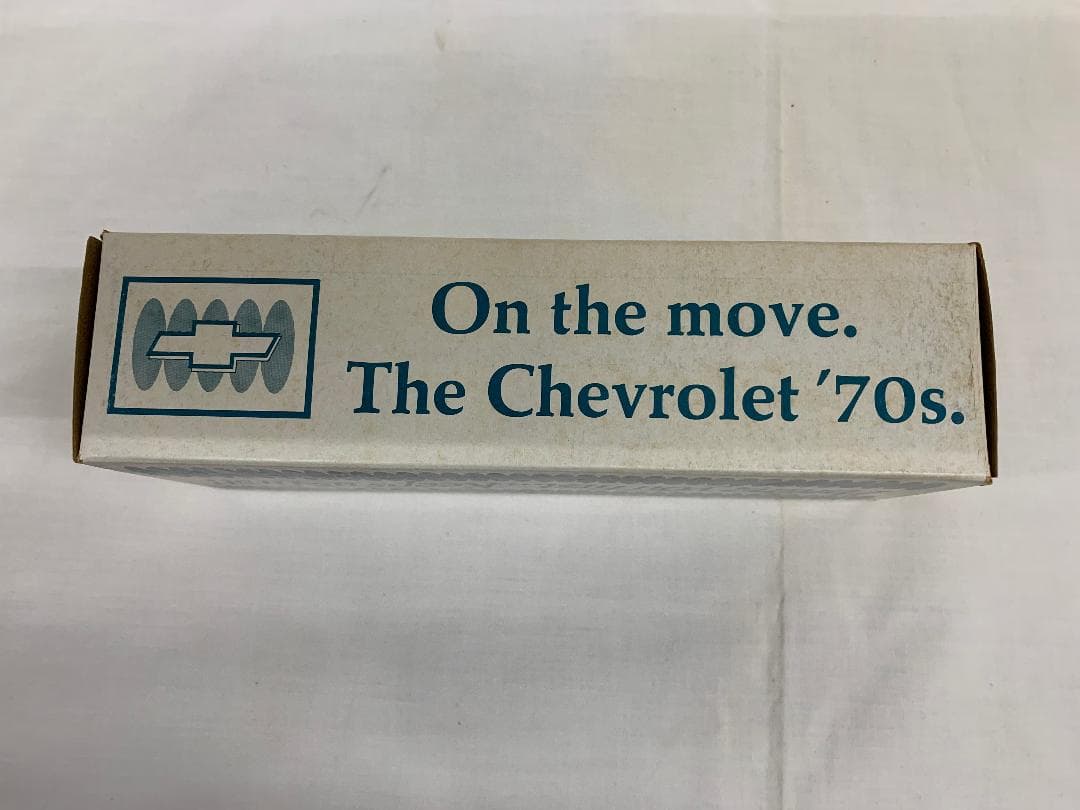 On the move.
The Chevrolet ’70s.